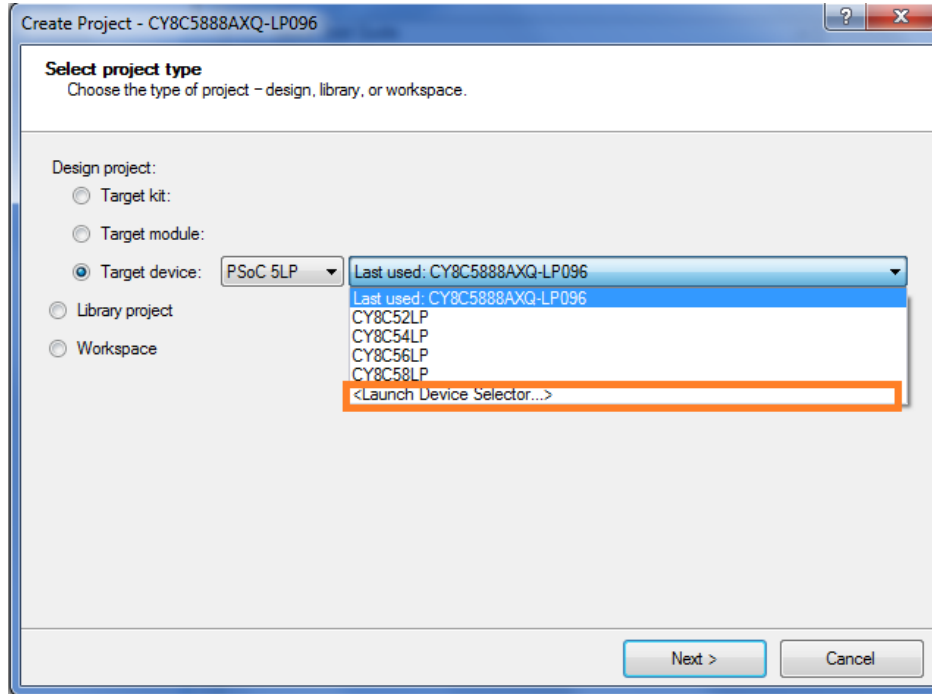 Create Project - CY8C5888AXQ-LP096
Select project type
Choose the type of project – design, library, or workspace.
Design project:
Target kit:
Target module:
Target device: PSoC 5LP Last used: CY8C5888AXQ-LP096
Last used: CY8C5888AXQ-LP096
CY8C52LP
CY8C54LP
CY8C56LP
CY8C58LP
<Launch Device Selector...>
Library project
Workspace
Next >
Cancel